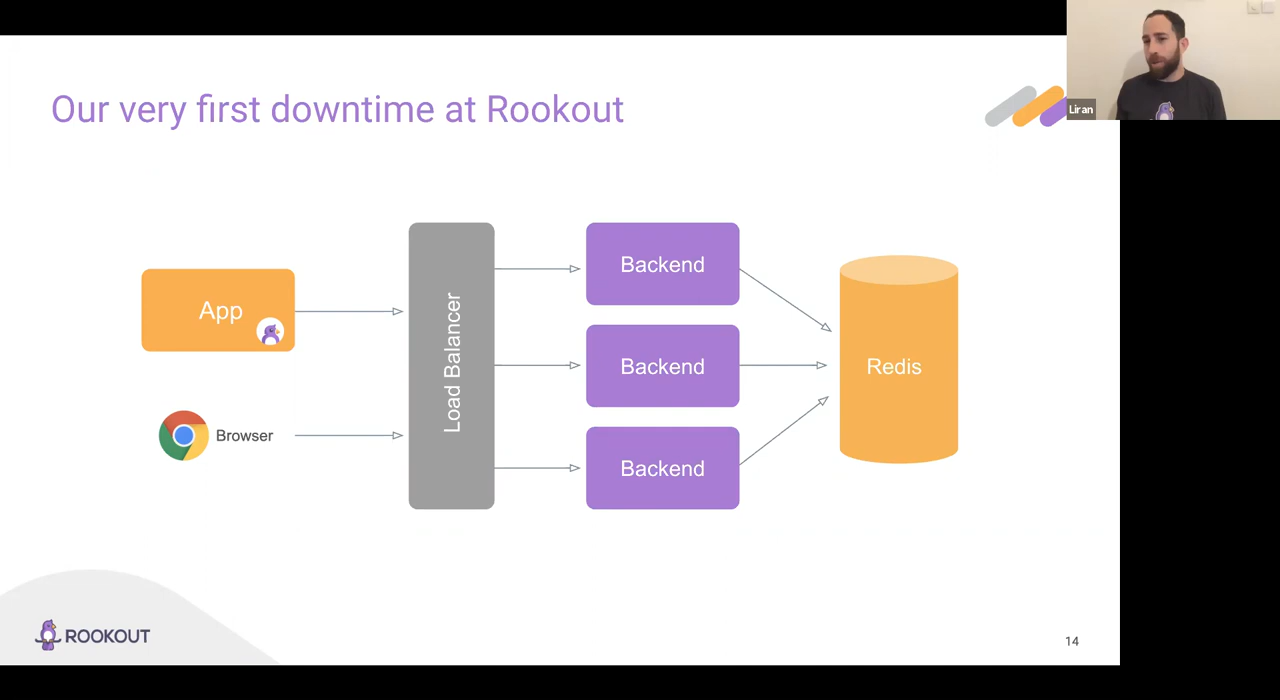 Our very first downtime at Rookout
Liran
App
Browser
Load Balancer
Backend
Backend
Backend
Redis
ROOKOUT
14